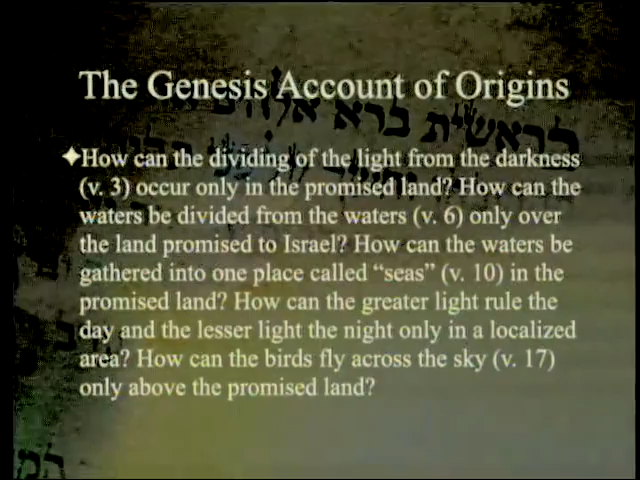 The Genesis Account of Origins
בראשית ברא אלהים
✦How can the dividing of the light from the darkness
(v. 3) occur only in the promised land? How can the
waters be divided from the waters (v. 6) only over
the land promised to Israel? How can the waters be
gathered into one place called “seas” (v. 10) in the
promised land? How can the greater light rule the
day and the lesser light the night only in a localized
area? How can the birds fly across the sky (v. 17)
only above the promised land?